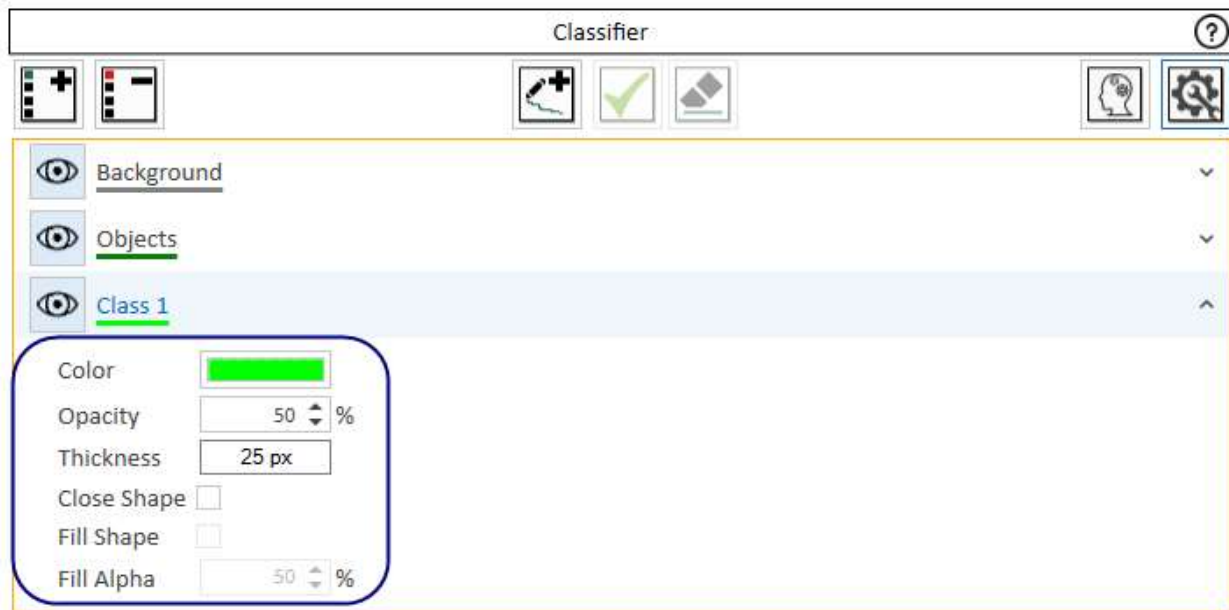 Classifier ?
Background
Objects
Class 1
Color
Opacity 50 %
Thickness 25 px
Close Shape
Fill Shape
Fill Alpha 50 %